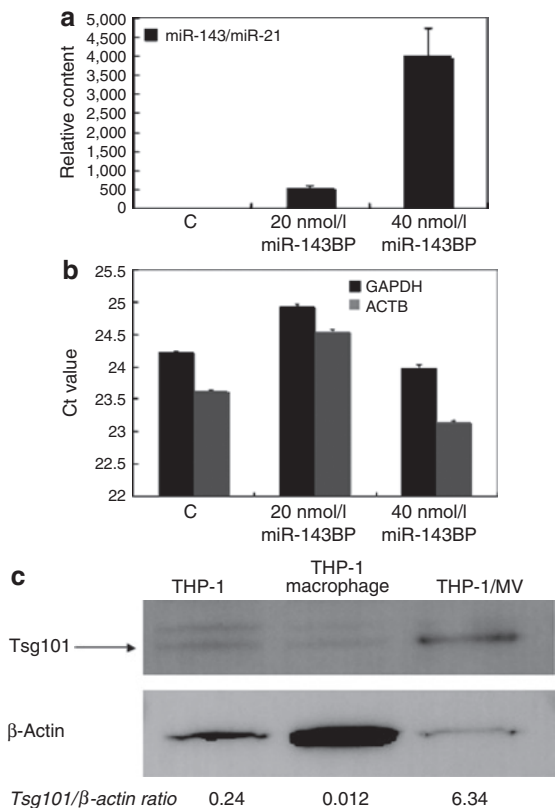 a
5,000
4,500
4,000
3,500
3,000
2,500
2,000
1,500
1,000
500
0
Relative content
miR-143/miR-21
C
20 nmol/l
miR-143BP
40 nmol/l
miR-143BP
b
25.5
25
24.5
24
23.5
23
22.5
22
Ct value
GAPDH
ACTB
C
20 nmol/l
miR-143BP
40 nmol/l
miR-143BP
c
THP-1
THP-1
macrophage
THP-1/MV
Tsg101
β-Actin
Tsg101/β-actin ratio 0.24 0.012 6.34